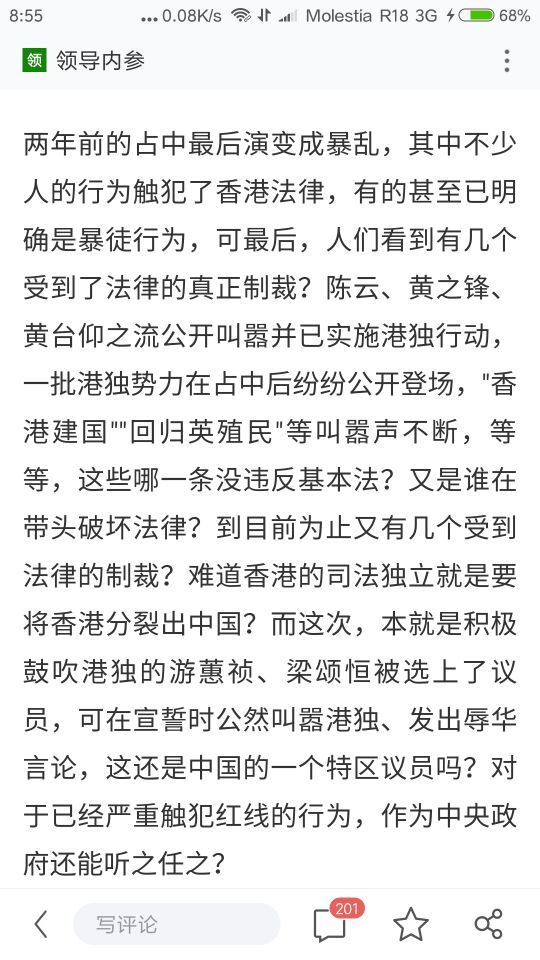 8:55
... 0.08K/s
Molestia R18 3G
68%
领
领导内参
两年前的占中最后演变成暴乱，其中不少
人的行为触犯了香港法律，有的甚至已明
确是暴徒行为，可最后，人们看到有几个
受到了法律的真正制裁？陈云、黄之锋、
黄台仰之流公开叫嚣并已实施港独行动，
一批港独势力在占中后纷纷公开登场，"香
港建国""回归英殖民"等叫嚣声不断，等
等，这些哪一条没违反基本法？又是谁在
带头破坏法律？到目前为止又有几个受到
法律的制裁？难道香港的司法独立就是要
将香港分裂出中国？而这次，本就是积极
鼓吹港独的游蕙祯、梁颂恒被选上了议
员，可在宣誓时公然叫嚣港独、发出辱华
言论，这还是中国的一个特区议员吗？对
于已经严重触犯红线的行为，作为中央政
府还能听之任之？
写评论
201